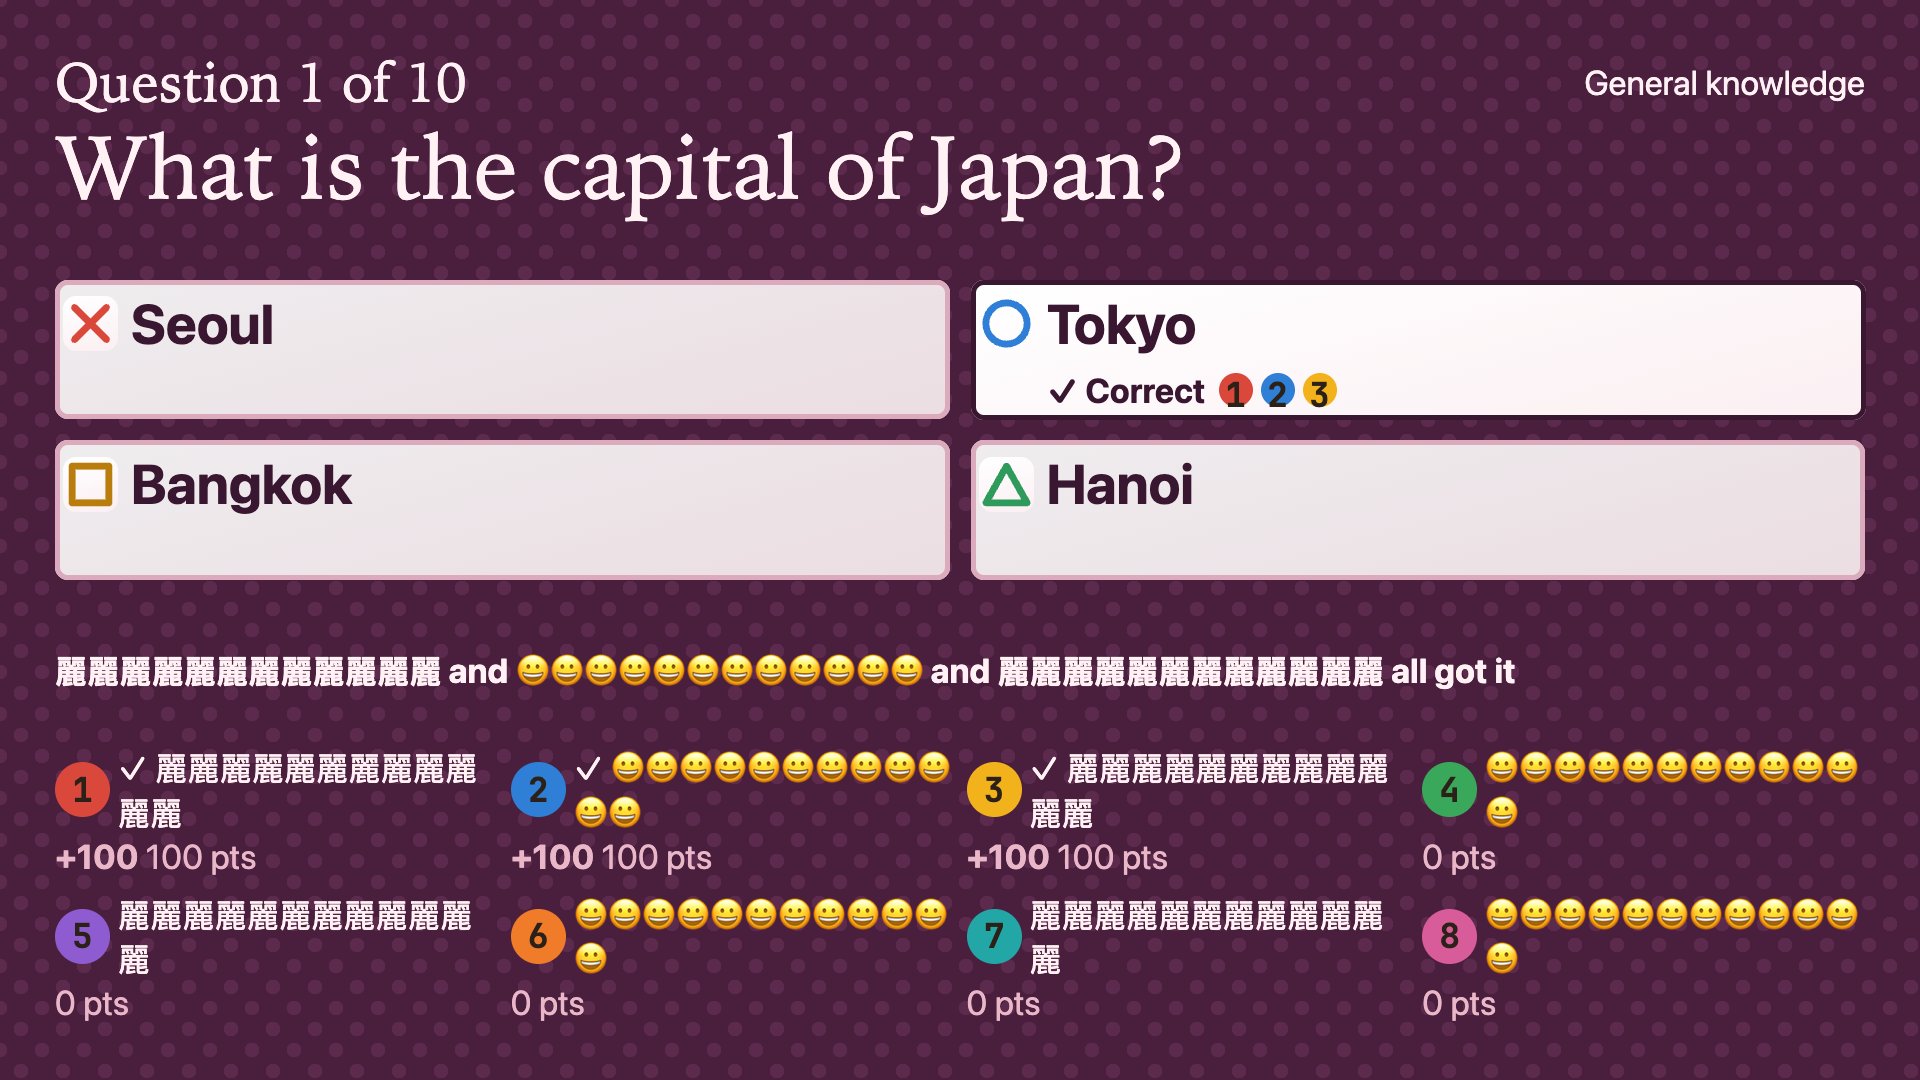 Question 1 of 10
General knowledge
What is the capital of Japan?
Seoul
Tokyo
✓ Correct 1 2 3
Bangkok
Hanoi
麗麗麗麗麗麗麗麗麗麗麗麗 and 😀😀😀😀😀😀😀😀😀😀😀😀 and 麗麗麗麗麗麗麗麗麗麗麗麗 all got it
1 ✓ 麗麗麗麗麗麗麗麗麗麗
麗麗
+100 100 pts
2 ✓ 😀😀😀😀😀😀😀😀😀😀
😀😀
+100 100 pts
3 ✓ 麗麗麗麗麗麗麗麗麗麗
麗麗
+100 100 pts
4 😀😀😀😀😀😀😀😀😀😀😀
😀
0 pts
5 麗麗麗麗麗麗麗麗麗麗麗
麗
0 pts
6 😀😀😀😀😀😀😀😀😀😀😀
😀
0 pts
7 麗麗麗麗麗麗麗麗麗麗麗
麗
0 pts
8 😀😀😀😀😀😀😀😀😀😀😀
😀
0 pts